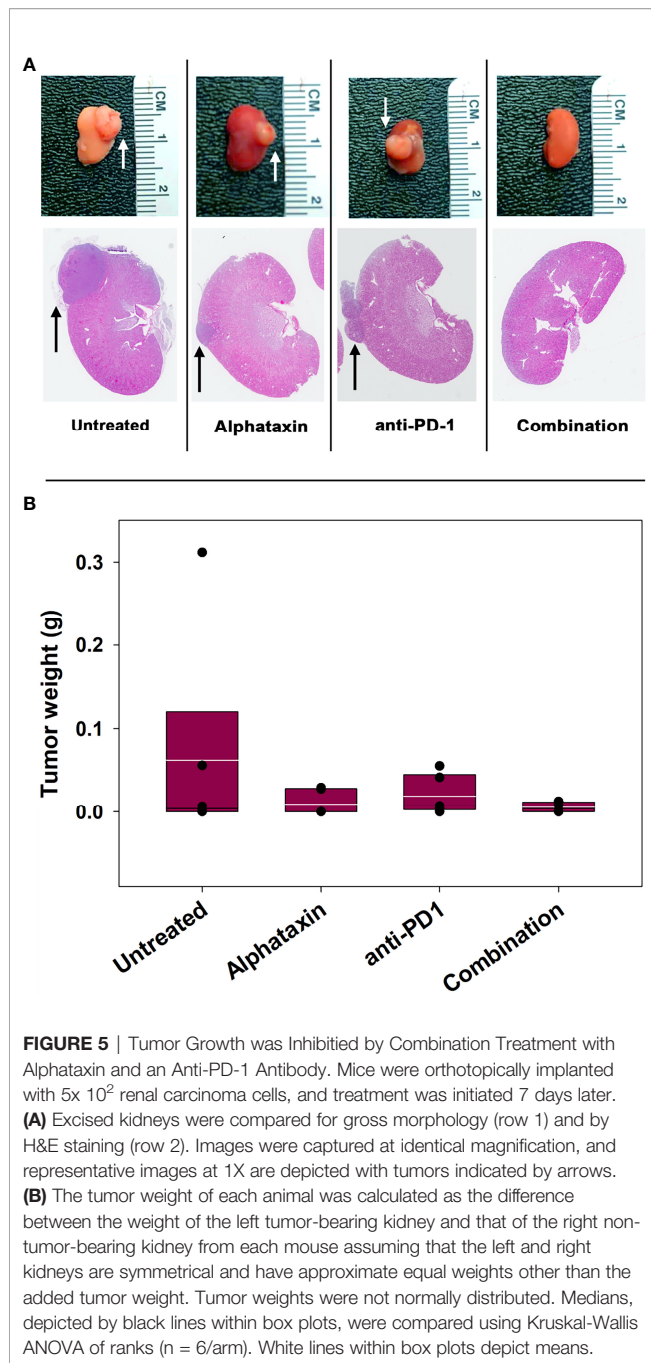 A
CM
1
2
CM
1
2
CM
1
2
CM
1
2
Untreated
Alphataxin
anti-PD-1
Combination
B
Tumor weight (g)
0.3
0.2
0.1
0.0
Untreated
Alphataxin
anti-PD1
Combination
FIGURE 5 | Tumor Growth was Inhibitied by Combination Treatment with
Alphataxin and an Anti-PD-1 Antibody. Mice were orthotopically implanted
with 5x 10² renal carcinoma cells, and treatment was initiated 7 days later.
(A) Excised kidneys were compared for gross morphology (row 1) and by
H&E staining (row 2). Images were captured at identical magnification, and
representative images at 1X are depicted with tumors indicated by arrows.
(B) The tumor weight of each animal was calculated as the difference
between the weight of the left tumor-bearing kidney and that of the right non-
tumor-bearing kidney from each mouse assuming that the left and right
kidneys are symmetrical and have approximate equal weights other than the
added tumor weight. Tumor weights were not normally distributed. Medians,
depicted by black lines within box plots, were compared using Kruskal-Wallis
ANOVA of ranks (n = 6/arm). White lines within box plots depict means.